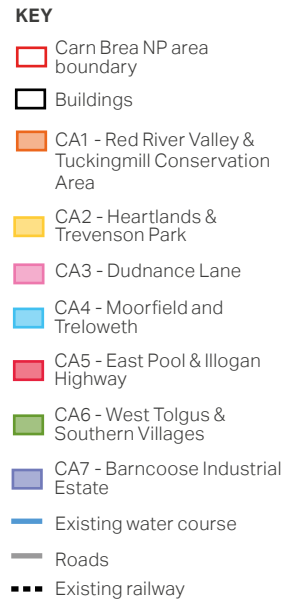 KEY
Carn Brea NP area
boundary
Buildings
CA1 - Red River Valley &
Tuckingmill Conservation
Area
CA2 - Heartlands &
Trevenson Park
CA3 - Dudnance Lane
CA4 - Moorfield and
Treloweth
CA5 - East Pool & Illogan
Highway
CA6 - West Tolgus &
Southern Villages
CA7 - Barncoose Industrial
Estate
Existing water course
Roads
Existing railway